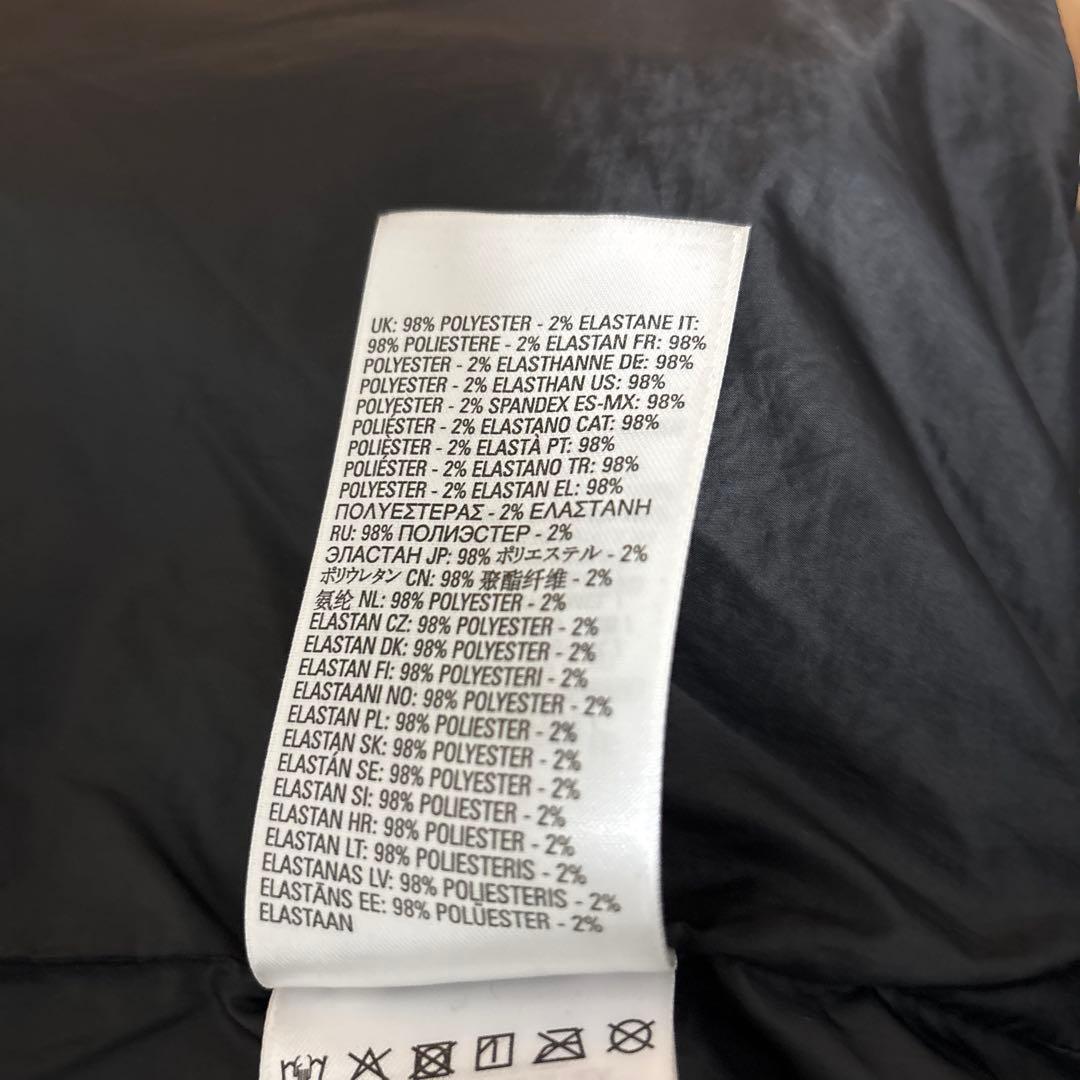 UK: 98% POLYESTER - 2% ELASTANE IT:
98% POLIESTERE - 2% ELASTAN FR: 98%
POLYESTER - 2% ELASTHANNE DE: 98%
POLYESTER - 2% ELASTHAN US: 98%
POLYESTER - 2% SPANDEX ES-MX: 98%
POLIÉSTER - 2% ELASTANO CAT: 98%
POLIÈSTER - 2% ELASTÀ PT: 98%
POLIÉSTER - 2% ELASTANO TR: 98%
POLYESTER - 2% ELASTAN EL: 98%
ΠΟΛΥΕΣΤΕΡΑΣ - 2% ΕΛΑΣΤΑΝΗ
RU: 98% ПОЛИЭСТЕР - 2%
ЭЛАСТАН JP: 98% ポリエステル - 2%
ポリウレタン CN: 98% 聚酯纤维 - 2%
氨纶 NL: 98% POLYESTER - 2%
ELASTAN CZ: 98% POLYESTER - 2%
ELASTAN DK: 98% POLYESTER - 2%
ELASTAN FI: 98% POLYESTERI - 2%
ELASTAANI NO: 98% POLYESTER - 2%
ELASTAN PL: 98% POLIESTER - 2%
ELASTAN SK: 98% POLYESTER - 2%
ELASTÁN SE: 98% POLYESTER - 2%
ELASTAN SI: 98% POLIESTER - 2%
ELASTAN HR: 98% POLIESTER - 2%
ELASTAN LT: 98% POLIESTERIS - 2%
ELASTANAS LV: 98% POLIESTERIS - 2%
ELASTĀNS EE: 98% POLÜESTER - 2%
ELASTAAN